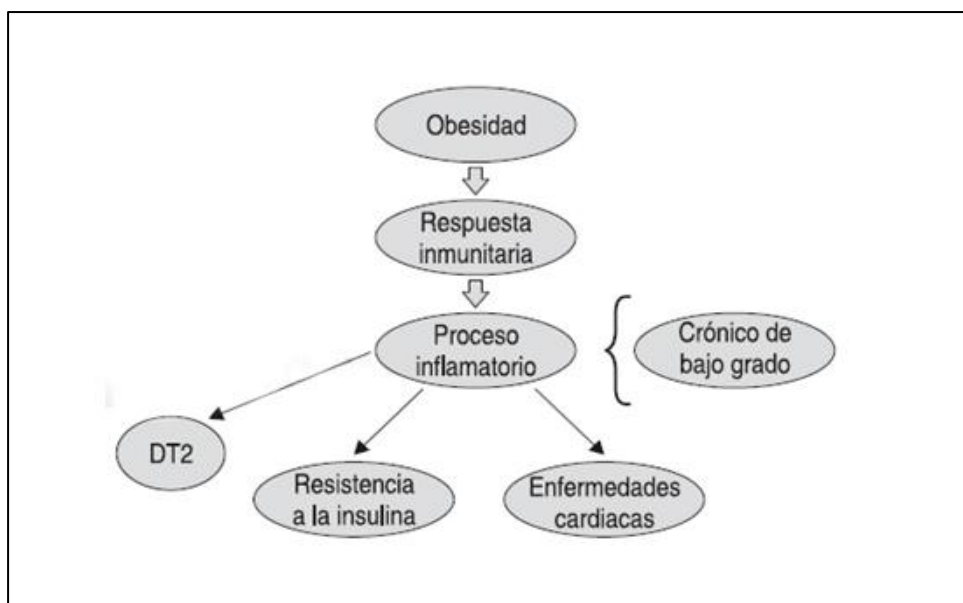 Obesidad
Respuesta
inmunitaria
Proceso
inflamatorio
Crónico de
bajo grado
DT2
Resistencia
a la insulina
Enfermedades
cardiacas